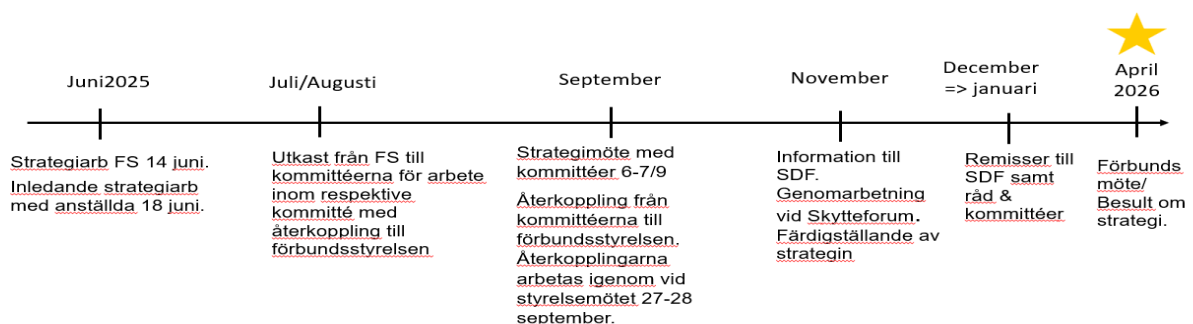 Juni2025
Strategiarb FS 14 juni.
Inledande strategiarb
med anställda 18 juni.
Juli/Augusti
Utkast från FS till
kommittéerna för arbete
inom respektive
kommitté med
återkoppling till
förbundsstyrelsen
September
Strategimöte med
kommittéer 6-7/9
Återkoppling från
kommittéerna till
förbundsstyrelsen.
Återkopplingarna
arbetas igenom vid
styrelsemötet 27-28
september.
November
Information till
SDF.
Genomarbetning
vid Skytteforum.
Färdigställande av
strategin
December
=> januari
Remisser till
SDF samt
råd &
kommittéer
April
2026
Förbunds
möte/
Besult om
strategi.